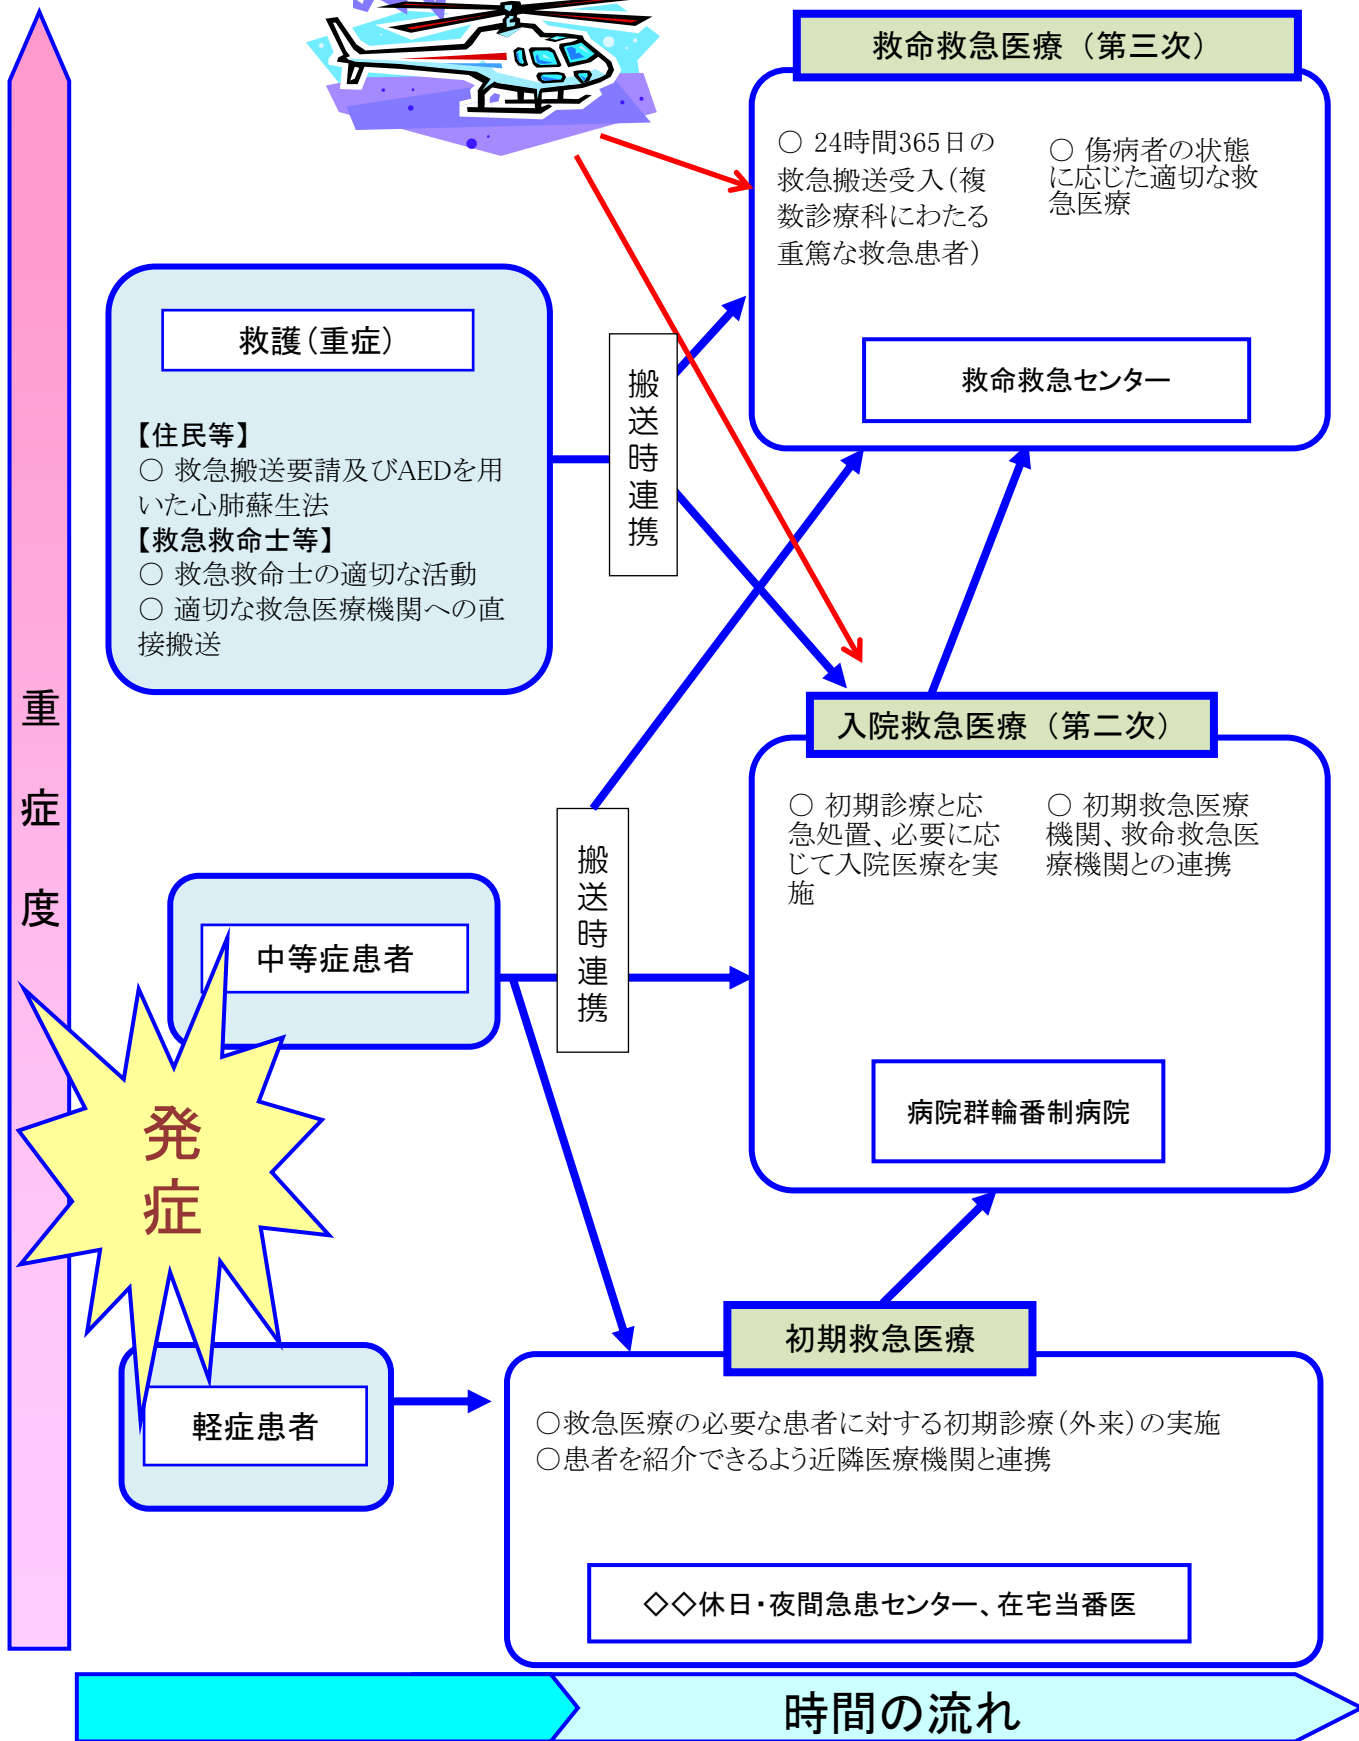 救命救急医療（第三次）
○ 24時間365日の
救急搬送受入（複
数診療科にわたる
重篤な救急患者）
○ 傷病者の状態
に応じた適切な救
急医療
救命救急センター
救護（重症）
【住民等】
○ 救急搬送要請及びAEDを用
いた心肺蘇生法
【救急救命士等】
○ 救急救命士の適切な活動
○ 適切な救急医療機関への直
接搬送
搬送時連携
重症度
入院救急医療（第二次）
○ 初期診療と応
急処置、必要に応
じて入院医療を実
施
○ 初期救急医療
機関、救命救急医
療機関との連携
病院群輪番制病院
搬送時連携
中等症患者
発症
初期救急医療
○救急医療の必要な患者に対する初期診療（外来）の実施
○患者を紹介できるよう近隣医療機関と連携
◇◇休日・夜間急患センター、在宅当番医
軽症患者
時間の流れ